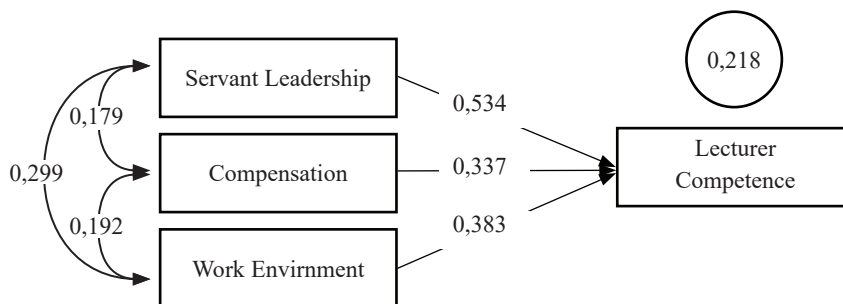 0,218
Servant Leadership
0,534
0,179
Lecturer
Competence
0,299
Compensation
0,337
0,192
0,383
Work Envirnment